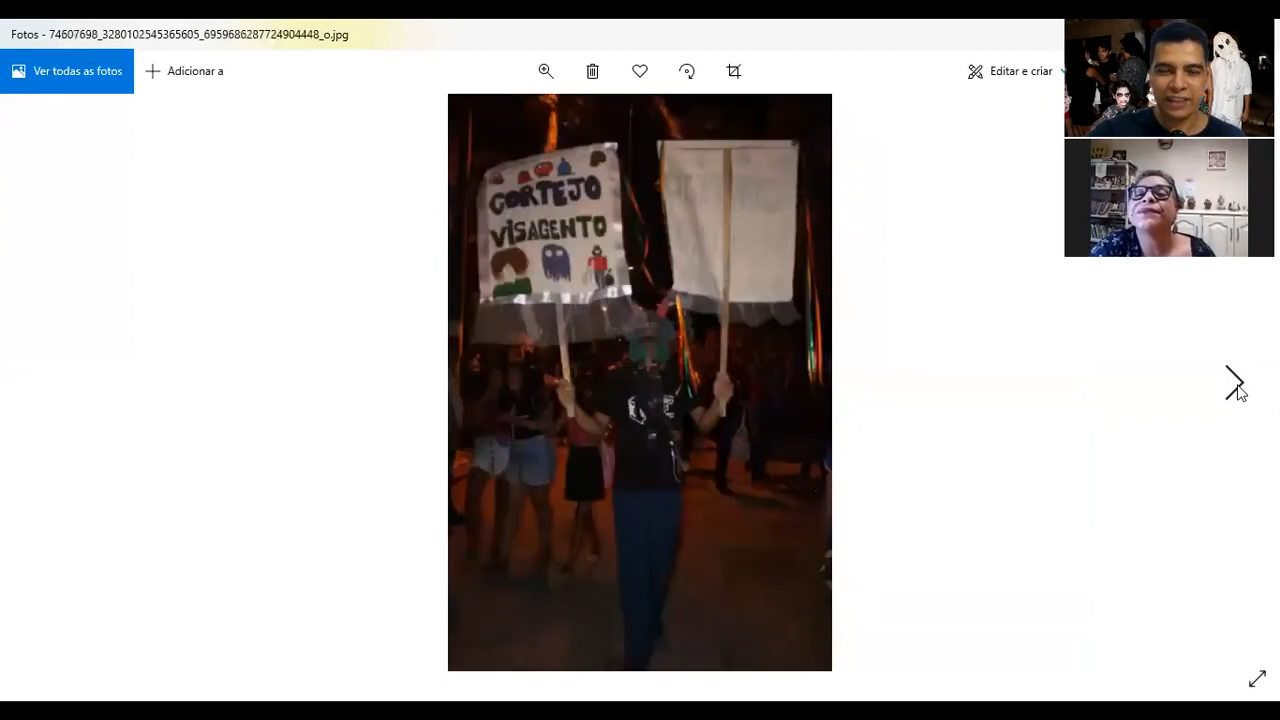 Fotos - 74607698_3280102545365605_6959686287724904448_o.jpg
Ver todas as fotos
Adicionar a
Editar e criar
CORTEJO
VISAGENTO